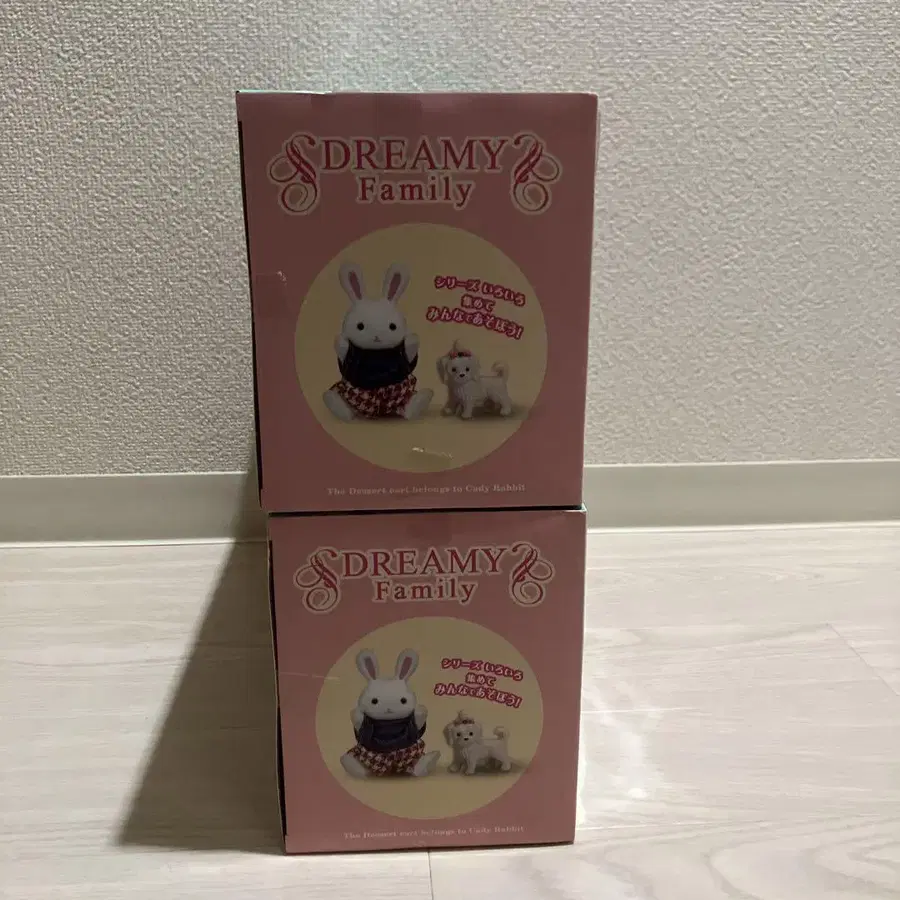 DREAMY
Family
シリーズ いろいろ
集めて
みんなであそぼう!
The Dessert cart belongs to Cady Rabbit
DREAMY
Family
シリーズ いろいろ
集めて
みんなであそぼう!
The Dessert cart belongs to Cady Rabbit